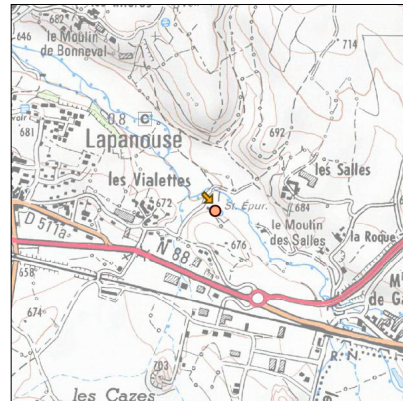 682
646
le Moulin
de Bonneval
714
0.8
C
681
Lapanouse
692
les Vialettes
les Salles
672
St. Épur.
684
D 511a
le Moulin
des Salles
676
la Roque
N 88
658
674
703
les Cazes
R. N.